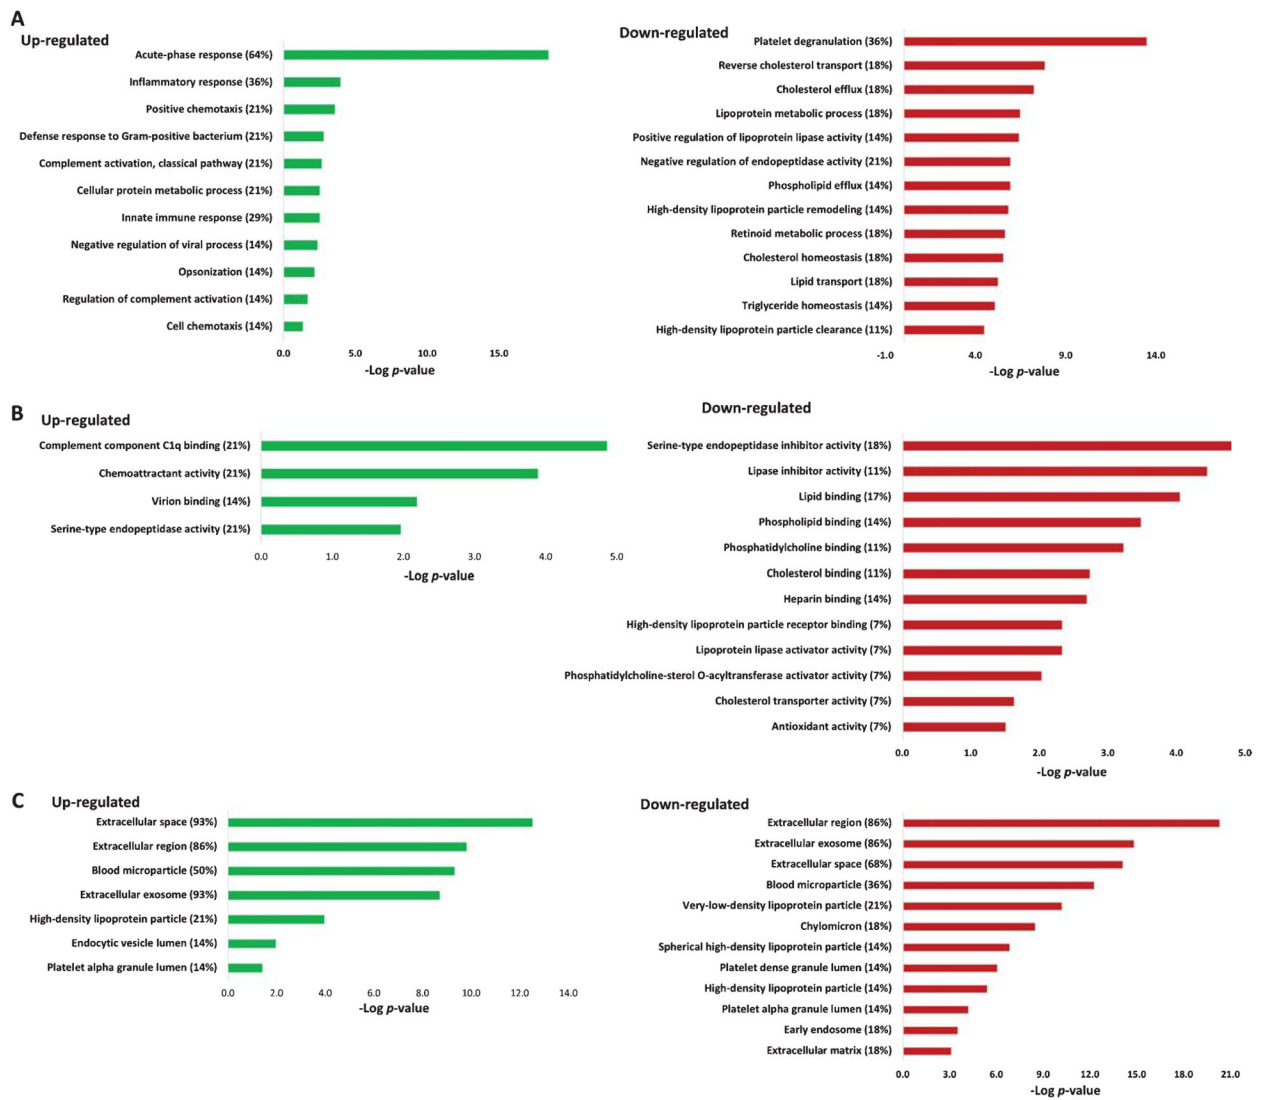 A
Up-regulated
Acute-phase response (64%)
Inflammatory response (36%)
Positive chemotaxis (21%)
Defense response to Gram-positive bacterium (21%)
Complement activation, classical pathway (21%)
Cellular protein metabolic process (21%)
Innate immune response (29%)
Negative regulation of viral process (14%)
Opsonization (14%)
Regulation of complement activation (14%)
Cell chemotaxis (14%)
0.0 5.0 10.0 15.0
-Log p-value
Down-regulated
Platelet degranulation (36%)
Reverse cholesterol transport (18%)
Cholesterol efflux (18%)
Lipoprotein metabolic process (18%)
Positive regulation of lipoprotein lipase activity (14%)
Negative regulation of endopeptidase activity (21%)
Phospholipid efflux (14%)
High-density lipoprotein particle remodeling (14%)
Retinoid metabolic process (18%)
Cholesterol homeostasis (18%)
Lipid transport (18%)
Triglyceride homeostasis (14%)
High-density lipoprotein particle clearance (11%)
-1.0 4.0 9.0 14.0
-Log p-value
B
Up-regulated
Complement component C1q binding (21%)
Chemoattractant activity (21%)
Virion binding (14%)
Serine-type endopeptidase activity (21%)
0.0 1.0 2.0 3.0 4.0 5.0
-Log p-value
Down-regulated
Serine-type endopeptidase inhibitor activity (18%)
Lipase inhibitor activity (11%)
Lipid binding (17%)
Phospholipid binding (14%)
Phosphatidylcholine binding (11%)
Cholesterol binding (11%)
Heparin binding (14%)
High-density lipoprotein particle receptor binding (7%)
Lipoprotein lipase activator activity (7%)
Phosphatidylcholine-sterol O-acyltransferase activator activity (7%)
Cholesterol transporter activity (7%)
Antioxidant activity (7%)
0.0 1.0 2.0 3.0 4.0 5.0
-Log p-value
C
Up-regulated
Extracellular space (93%)
Extracellular region (86%)
Blood microparticle (50%)
Extracellular exosome (93%)
High-density lipoprotein particle (21%)
Endocytic vesicle lumen (14%)
Platelet alpha granule lumen (14%)
0.0 2.0 4.0 6.0 8.0 10.0 12.0 14.0
-Log p-value
Down-regulated
Extracellular region (86%)
Extracellular exosome (86%)
Extracellular space (68%)
Blood microparticle (36%)
Very-low-density lipoprotein particle (21%)
Chylomicron (18%)
Spherical high-density lipoprotein particle (14%)
Platelet dense granule lumen (14%)
High-density lipoprotein particle (14%)
Platelet alpha granule lumen (14%)
Early endosome (18%)
Extracellular matrix (18%)
0.0 3.0 6.0 9.0 12.0 15.0 18.0 21.0
-Log p-value